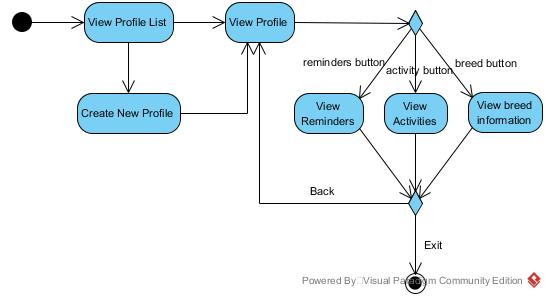 View Profile List
View Profile
reminders button
activity button
breed button
Create New Profile
View
Reminders
View
Activities
View breed
information
Back
Exit
Powered By Visual Paradigm Community Edition